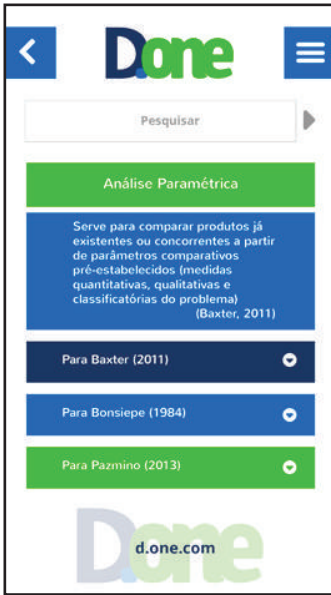 D.one
Pesquisar
Análise Paramétrica
Serve para comparar produtos já
existentes ou concorrentes a partir
de parâmetros comparativos
pré-estabelecidos (medidas
quantitativas, qualitativas e
classificatórias do problema)
(Baxter, 2011)
Para Baxter (2011)
Para Bonsiepe (1984)
Para Pazmino (2013)
D.one
d.one.com